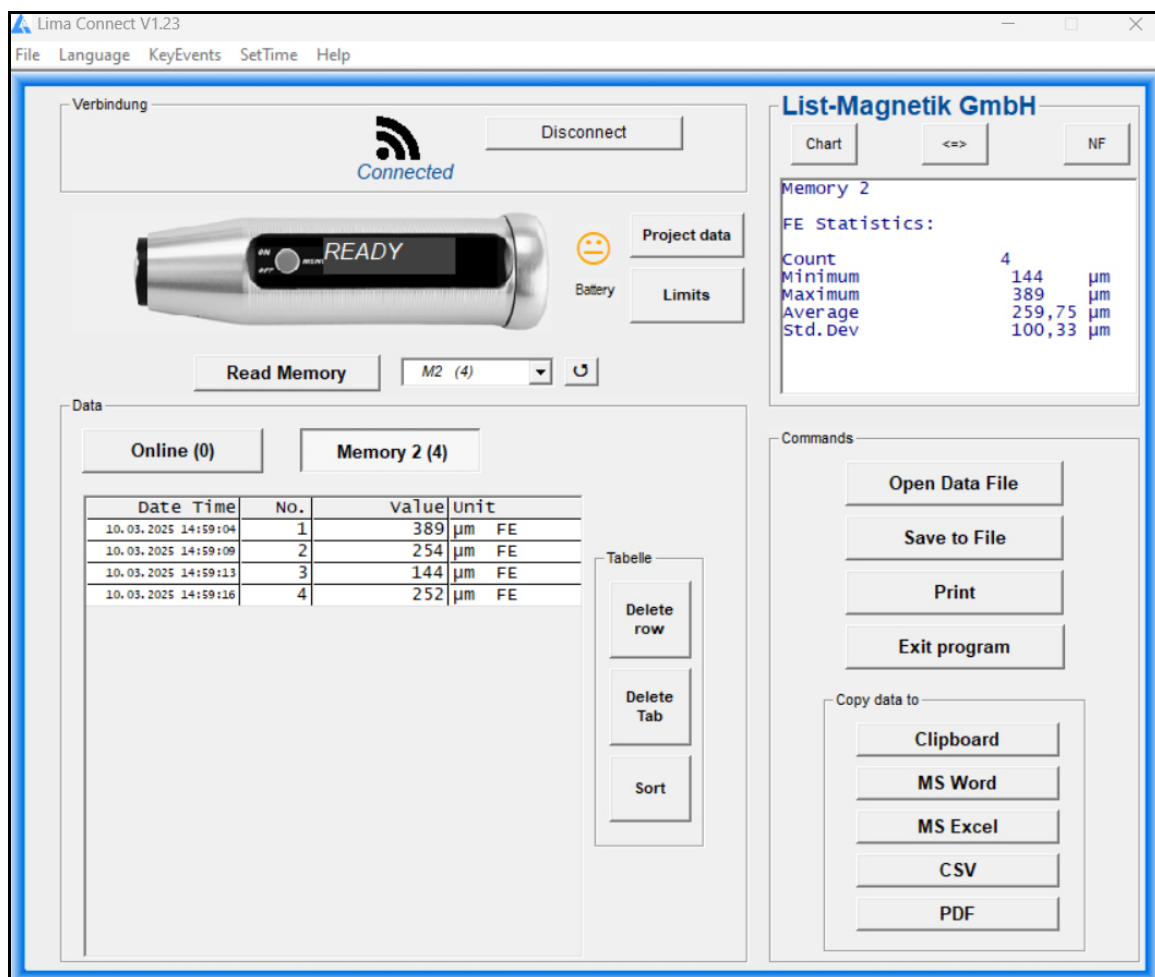 Lima Connect V1.23
File Language KeyEvents SetTime Help
Verbindung
Connected
Disconnect
List-Magnetik GmbH
Chart <=> NF
Memory 2
FE Statistics:
Count 4
Minimum 144 µm
Maximum 389 µm
Average 259,75 µm
Std.Dev 100,33 µm
ON
OFF
READY
Battery
Project data
Limits
Read Memory M2 (4)
Data
Online (0) Memory 2 (4)
Date Time No. Value Unit
10.03.2025 14:59:04 1 389 µm FE
10.03.2025 14:59:09 2 254 µm FE
10.03.2025 14:59:13 3 144 µm FE
10.03.2025 14:59:16 4 252 µm FE
Tabelle
Delete
row
Delete
Tab
Sort
Commands
Open Data File
Save to File
Print
Exit program
Copy data to
Clipboard
MS Word
MS Excel
CSV
PDF